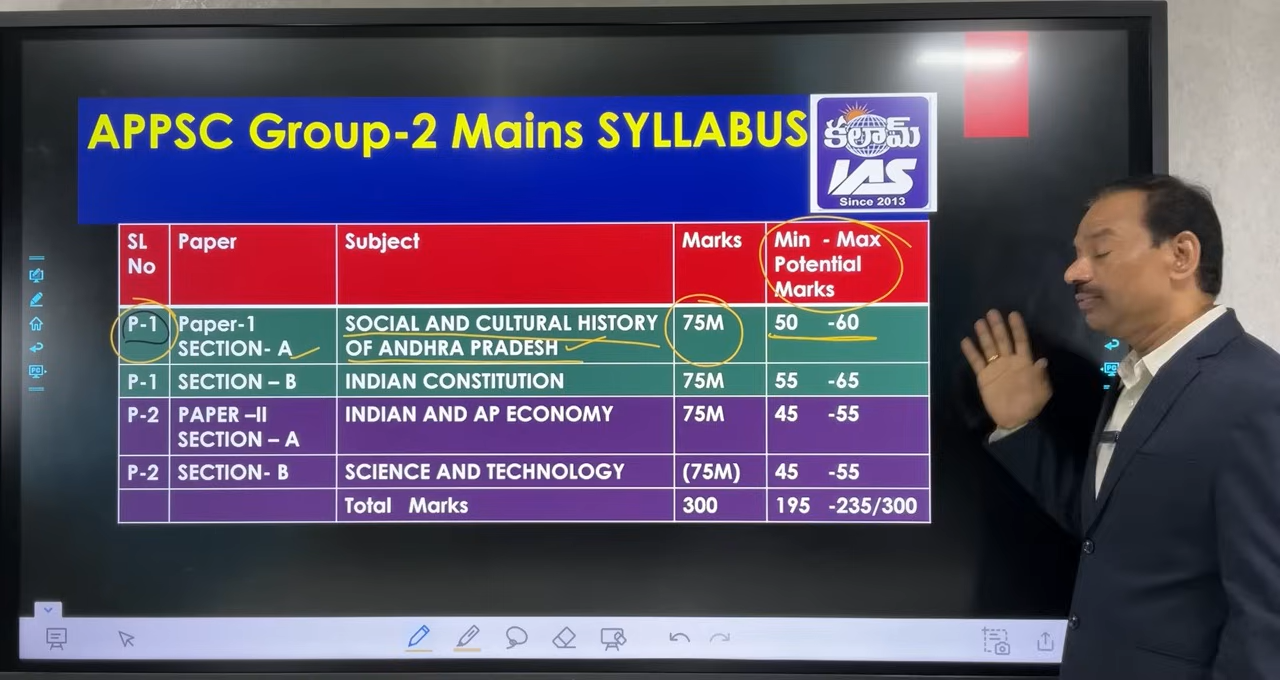 APPSC Group-2 Mains SYLLABUS
కలామ్
IAS
Since 2013
SL No Paper Subject Marks Min - Max Potential Marks
P-1 Paper-1 SECTION- A SOCIAL AND CULTURAL HISTORY OF ANDHRA PRADESH 75M 50 -60
P-1 SECTION – B INDIAN CONSTITUTION 75M 55 -65
P-2 PAPER –II SECTION – A INDIAN AND AP ECONOMY 75M 45 -55
P-2 SECTION- B SCIENCE AND TECHNOLOGY (75M) 45 -55
Total Marks 300 195 -235/300